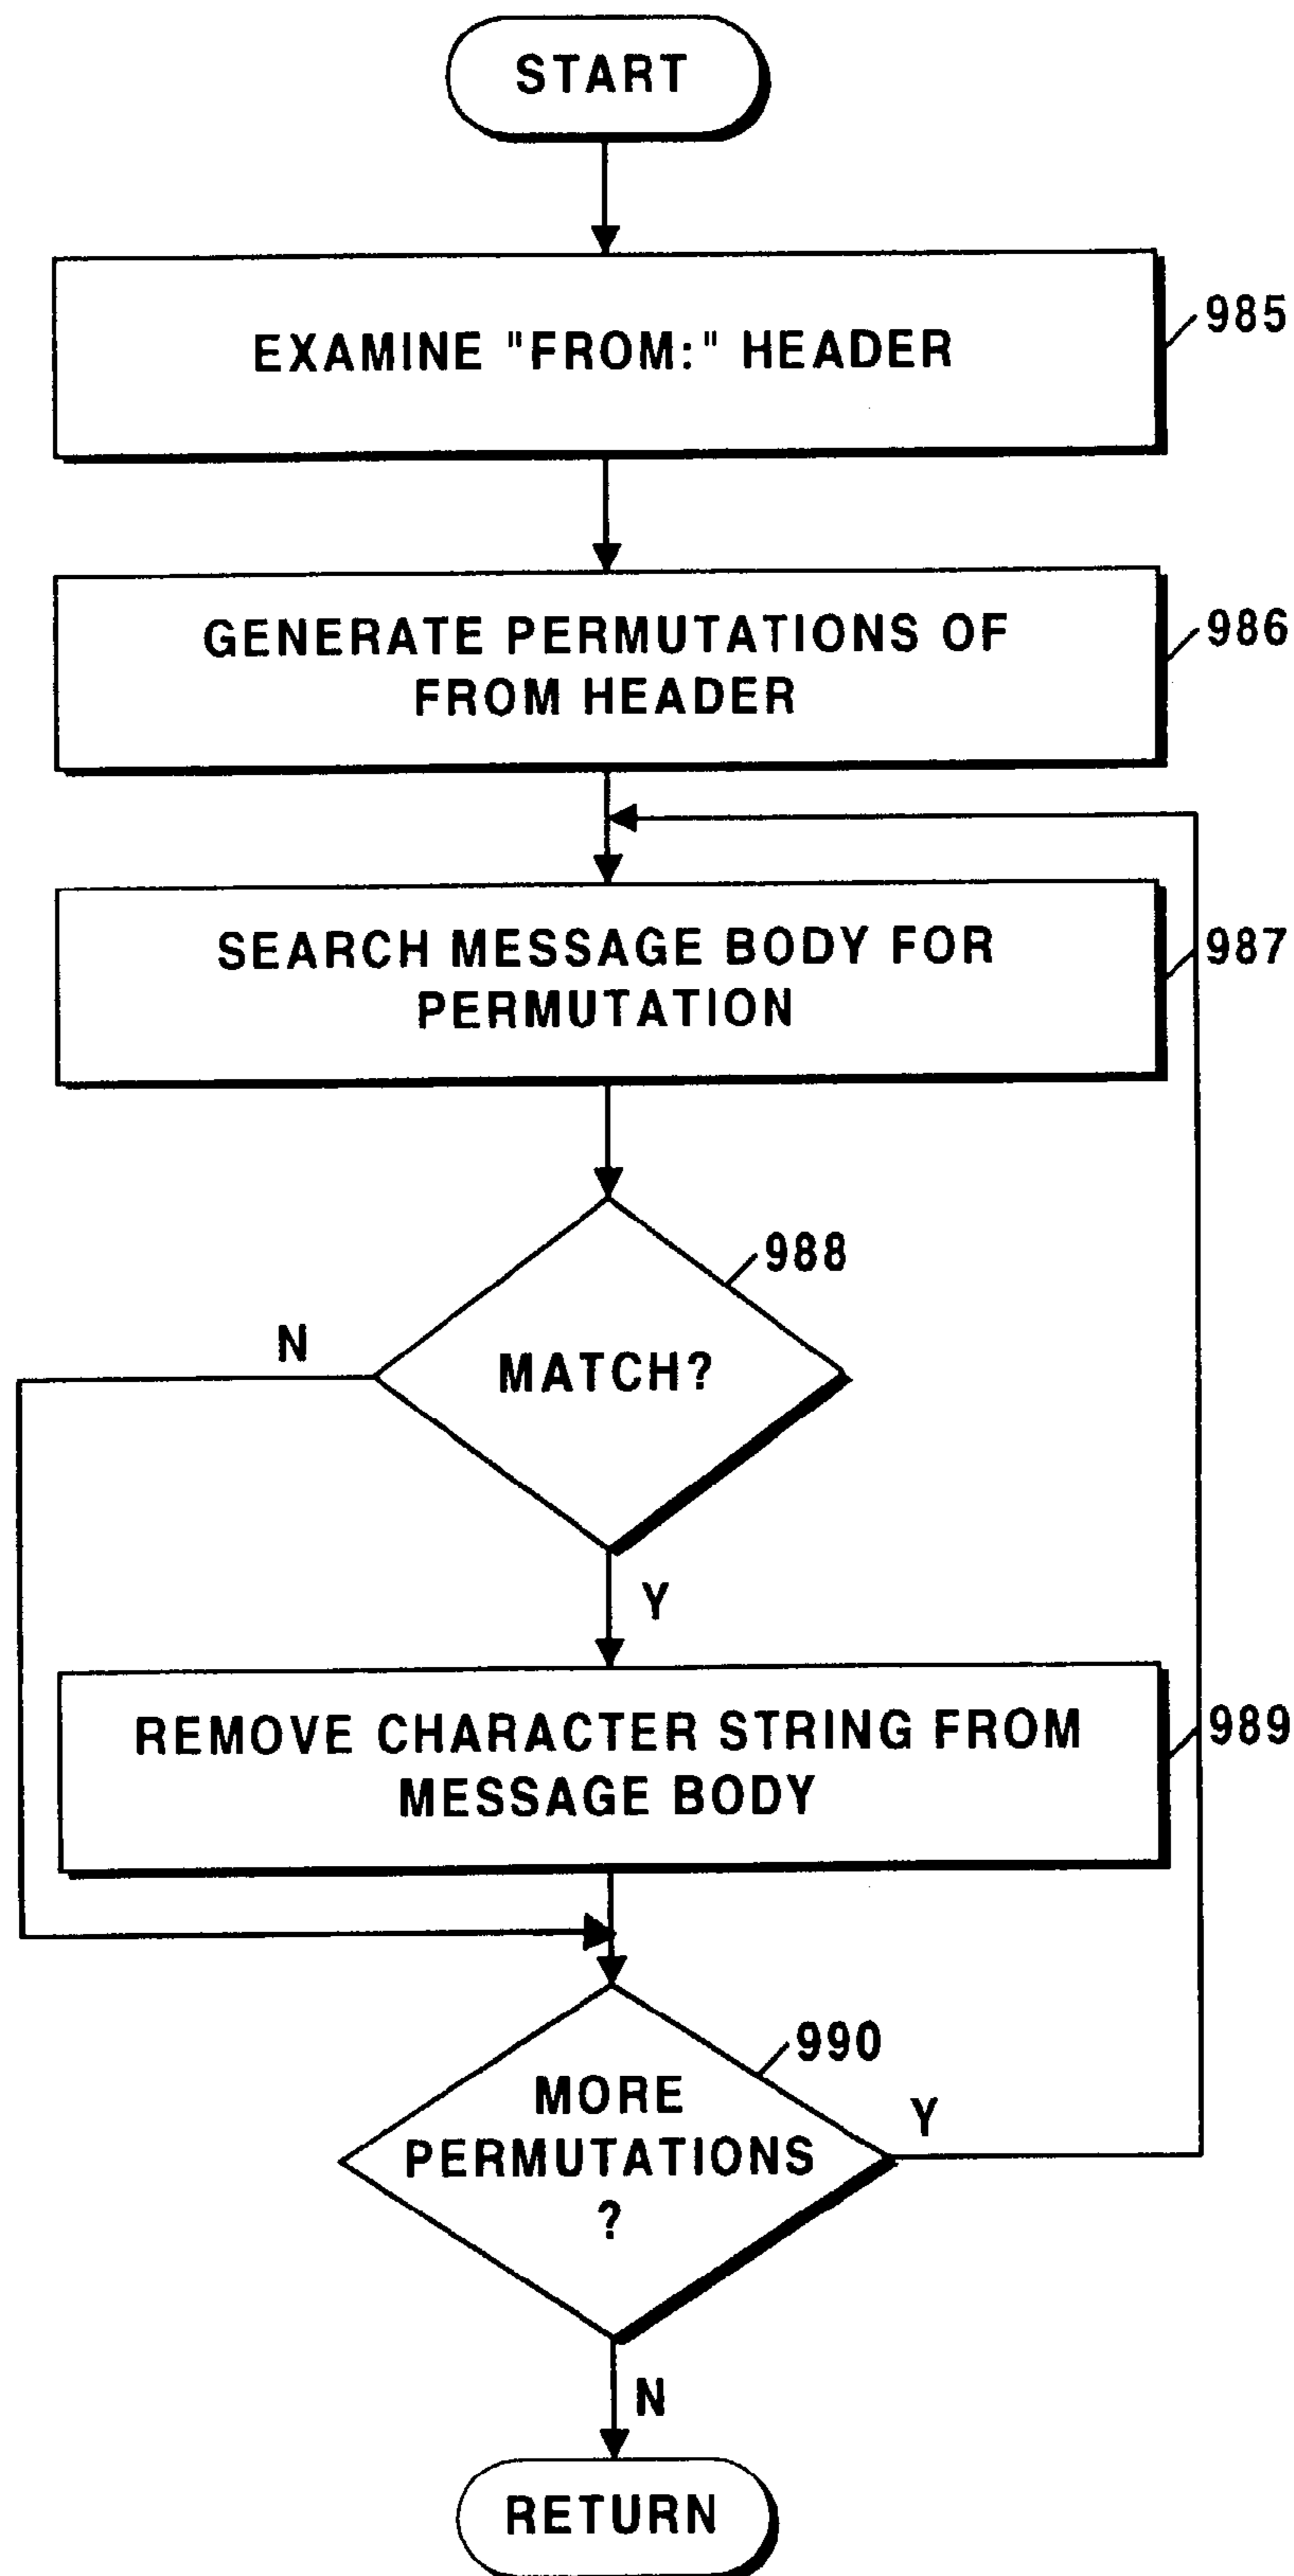 START
EXAMINE "FROM:" HEADER
985
GENERATE PERMUTATIONS OF
FROM HEADER
986
SEARCH MESSAGE BODY FOR
PERMUTATION
987
988
MATCH?
N
Y
REMOVE CHARACTER STRING FROM
MESSAGE BODY
989
990
MORE
PERMUTATIONS
?
Y
N
RETURN